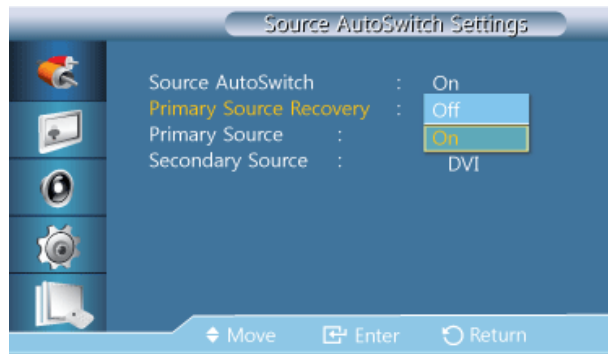 Source AutoSwitch Settings
Source AutoSwitch : On
Primary Source Recovery : Off
Primary Source : On
Secondary Source : DVI
Move Enter Return